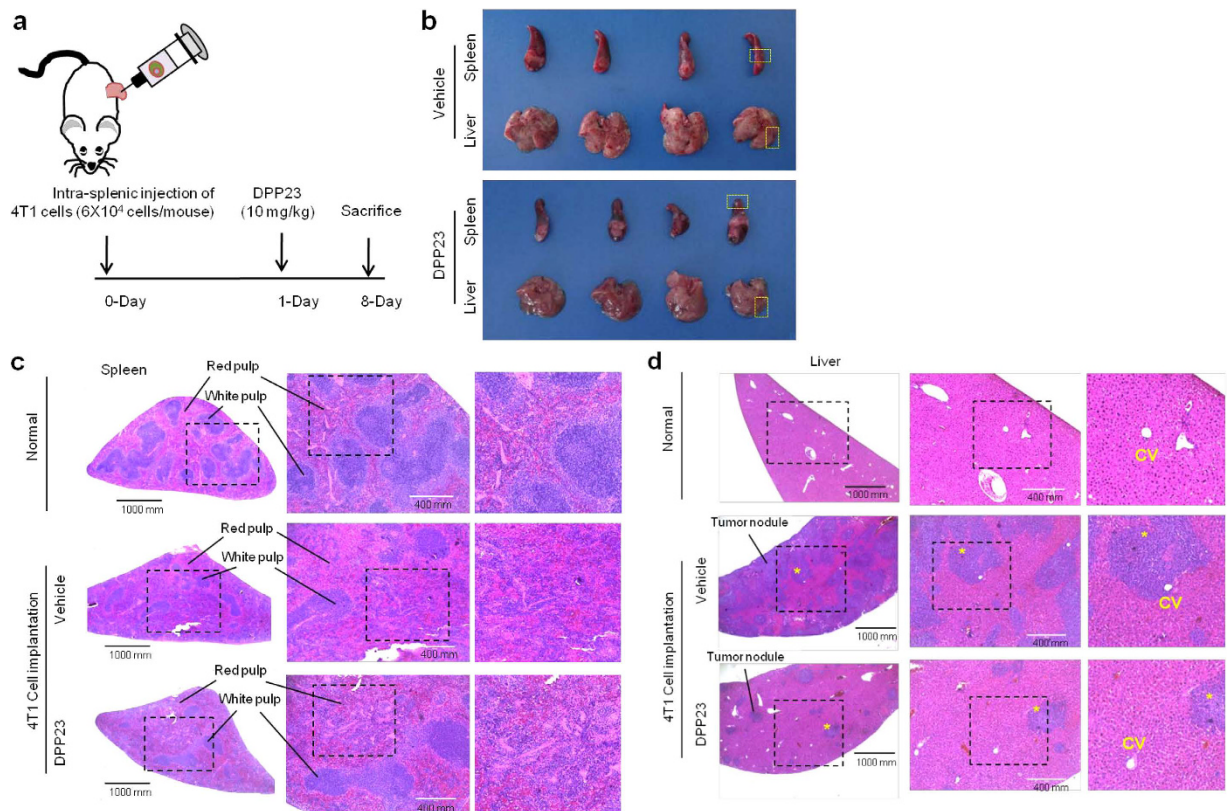 a
Intra-splenic injection of
4T1 cells (6X10⁴ cells/mouse)
DPP23
(10 mg/kg)
Sacrifice
0-Day
1-Day
8-Day
b
Vehicle
Spleen
Liver
DPP23
Spleen
Liver
c
Spleen
Normal
Red pulp
White pulp
1000 mm
400 mm
4T1 Cell implantation
Vehicle
Red pulp
White pulp
1000 mm
400 mm
DPP23
Red pulp
White pulp
1000 mm
400 mm
d
Liver
Normal
1000 mm
400 mm
CV
4T1 Cell implantation
Vehicle
Tumor nodule
*
1000 mm
*
400 mm
*
CV
DPP23
Tumor nodule
*
1000 mm
*
400 mm
*
CV